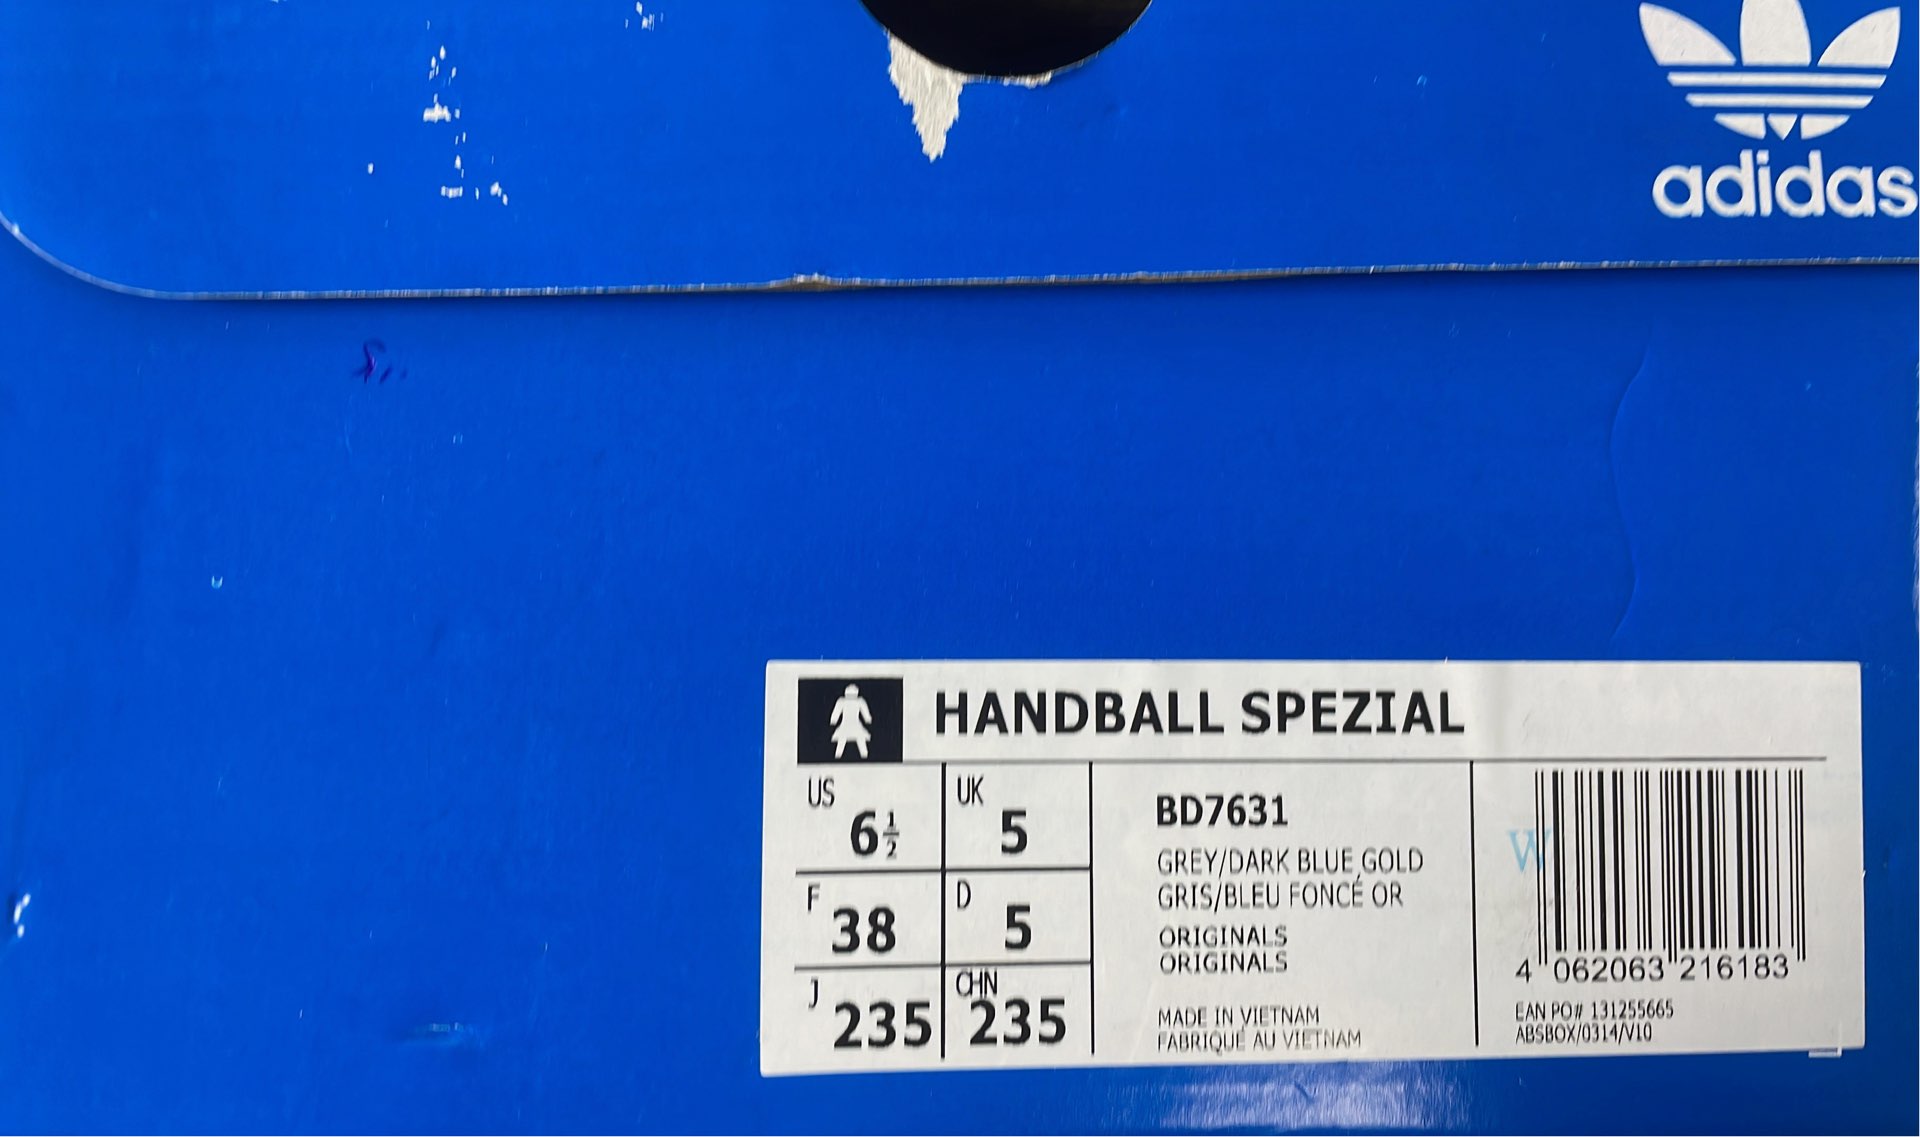 adidas
HANDBALL SPEZIAL
US 6½
UK 5
F 38
D 5
J 235
CHN 235
BD7631
GREY/DARK BLUE,GOLD
GRIS/BLEU FONCÉ OR
ORIGINALS
ORIGINALS
MADE IN VIETNAM
FABRIQUÉ AU VIETNAM
W
4 062063 216183
EAN PO# 131255665
ABSBOX/0314/V10